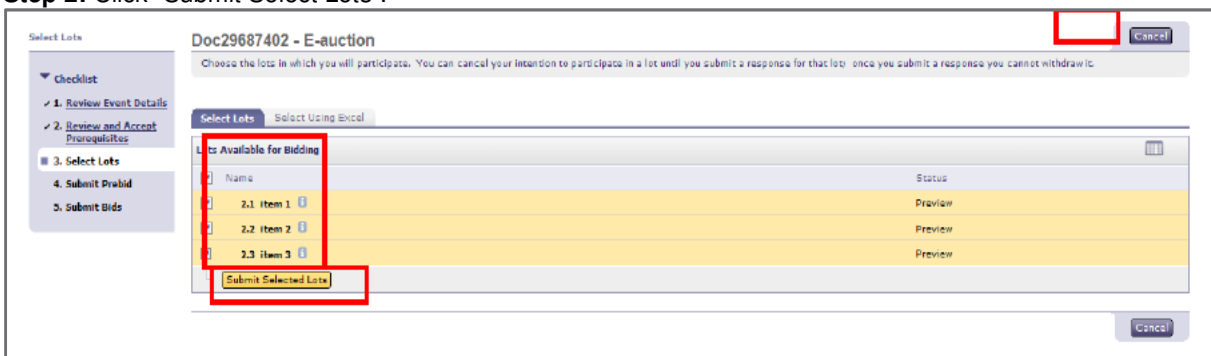 Step 2: Click "Submit Select Lots".
Select Lots
Doc29687402 - E-auction
Cancel
Choose the lots in which you will participate. You can cancel your intention to participate in a lot until you submit a response for that lot; once you submit a response you cannot withdraw it.
Checklist
1. Review Event Details
2. Review and Accept
Prerequisites
3. Select Lots
4. Submit Prebid
5. Submit Bids
Select Lots Select Using Excel
Lots Available for Bidding
Name Status
2.1 item 1 Preview
2.2 item 2 Preview
2.3 item 3 Preview
Submit Selected Lots
Cancel